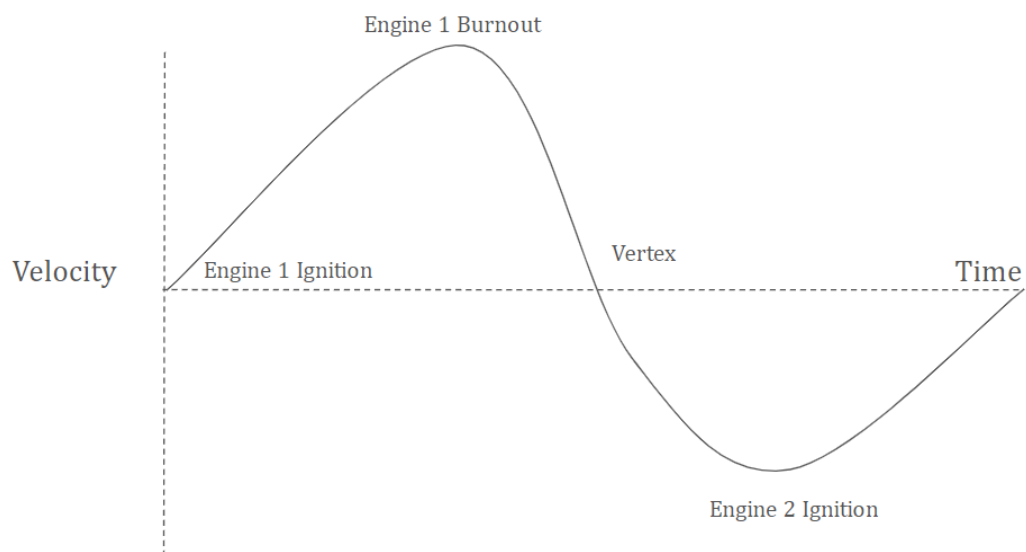 Engine 1 Burnout
Vertex
Velocity
Engine 1 Ignition
Time
Engine 2 Ignition